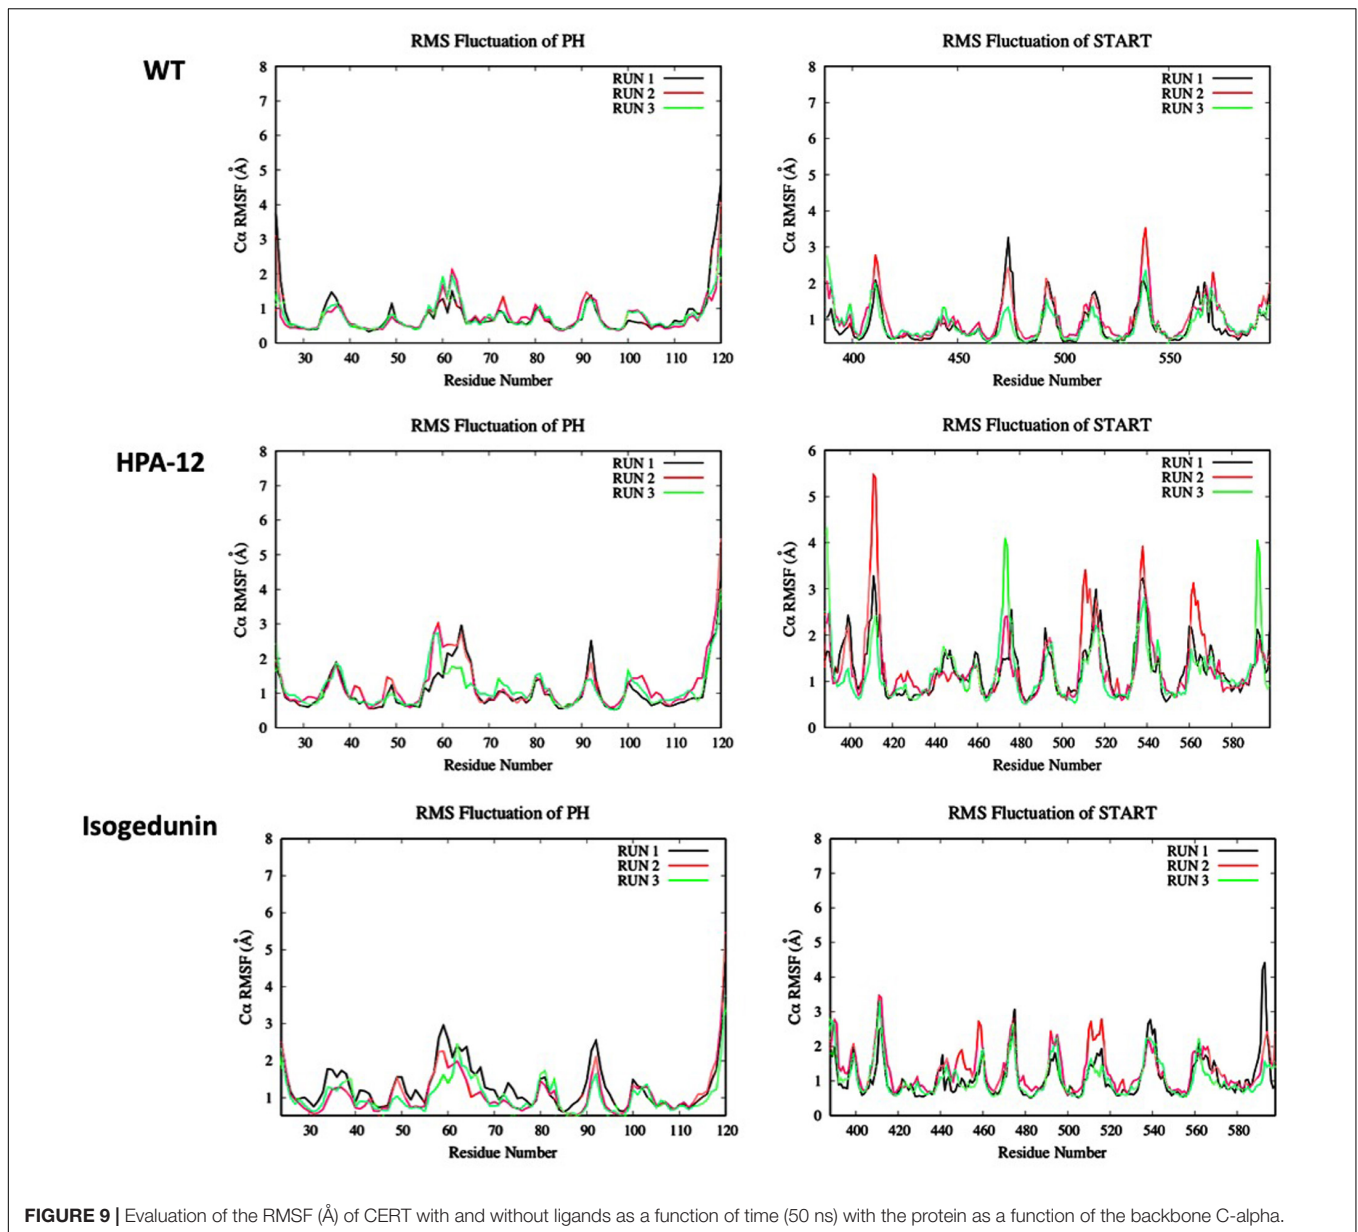 RMS Fluctuation of PH
RMS Fluctuation of START
WT
RUN 1
RUN 2
RUN 3
8
7
6
5
4
3
2
1
0
Cα RMSF (Å)
30 40 50 60 70 80 90 100 110 120
Residue Number
RUN 1
RUN 2
RUN 3
8
7
6
5
4
3
2
1
Cα RMSF (Å)
400 450 500 550
Residue Number
HPA-12
RMS Fluctuation of PH
RUN 1
RUN 2
RUN 3
8
7
6
5
4
3
2
1
0
Cα RMSF (Å)
30 40 50 60 70 80 90 100 110 120
Residue Number
RMS Fluctuation of START
RUN 1
RUN 2
RUN 3
6
5
4
3
2
1
0
Cα RMSF (Å)
400 420 440 460 480 500 520 540 560 580
Residue Number
Isogedunin
RMS Fluctuation of PH
RUN 1
RUN 2
RUN 3
8
7
6
5
4
3
2
1
Cα RMSF (Å)
30 40 50 60 70 80 90 100 110 120
Residue Number
RMS Fluctuation of START
RUN 1
RUN 2
RUN 3
8
7
6
5
4
3
2
1
0
Cα RMSF (Å)
400 420 440 460 480 500 520 540 560 580
Residue Number
FIGURE 9 | Evaluation of the RMSF (Å) of CERT with and without ligands as a function of time (50 ns) with the protein as a function of the backbone C-alpha.